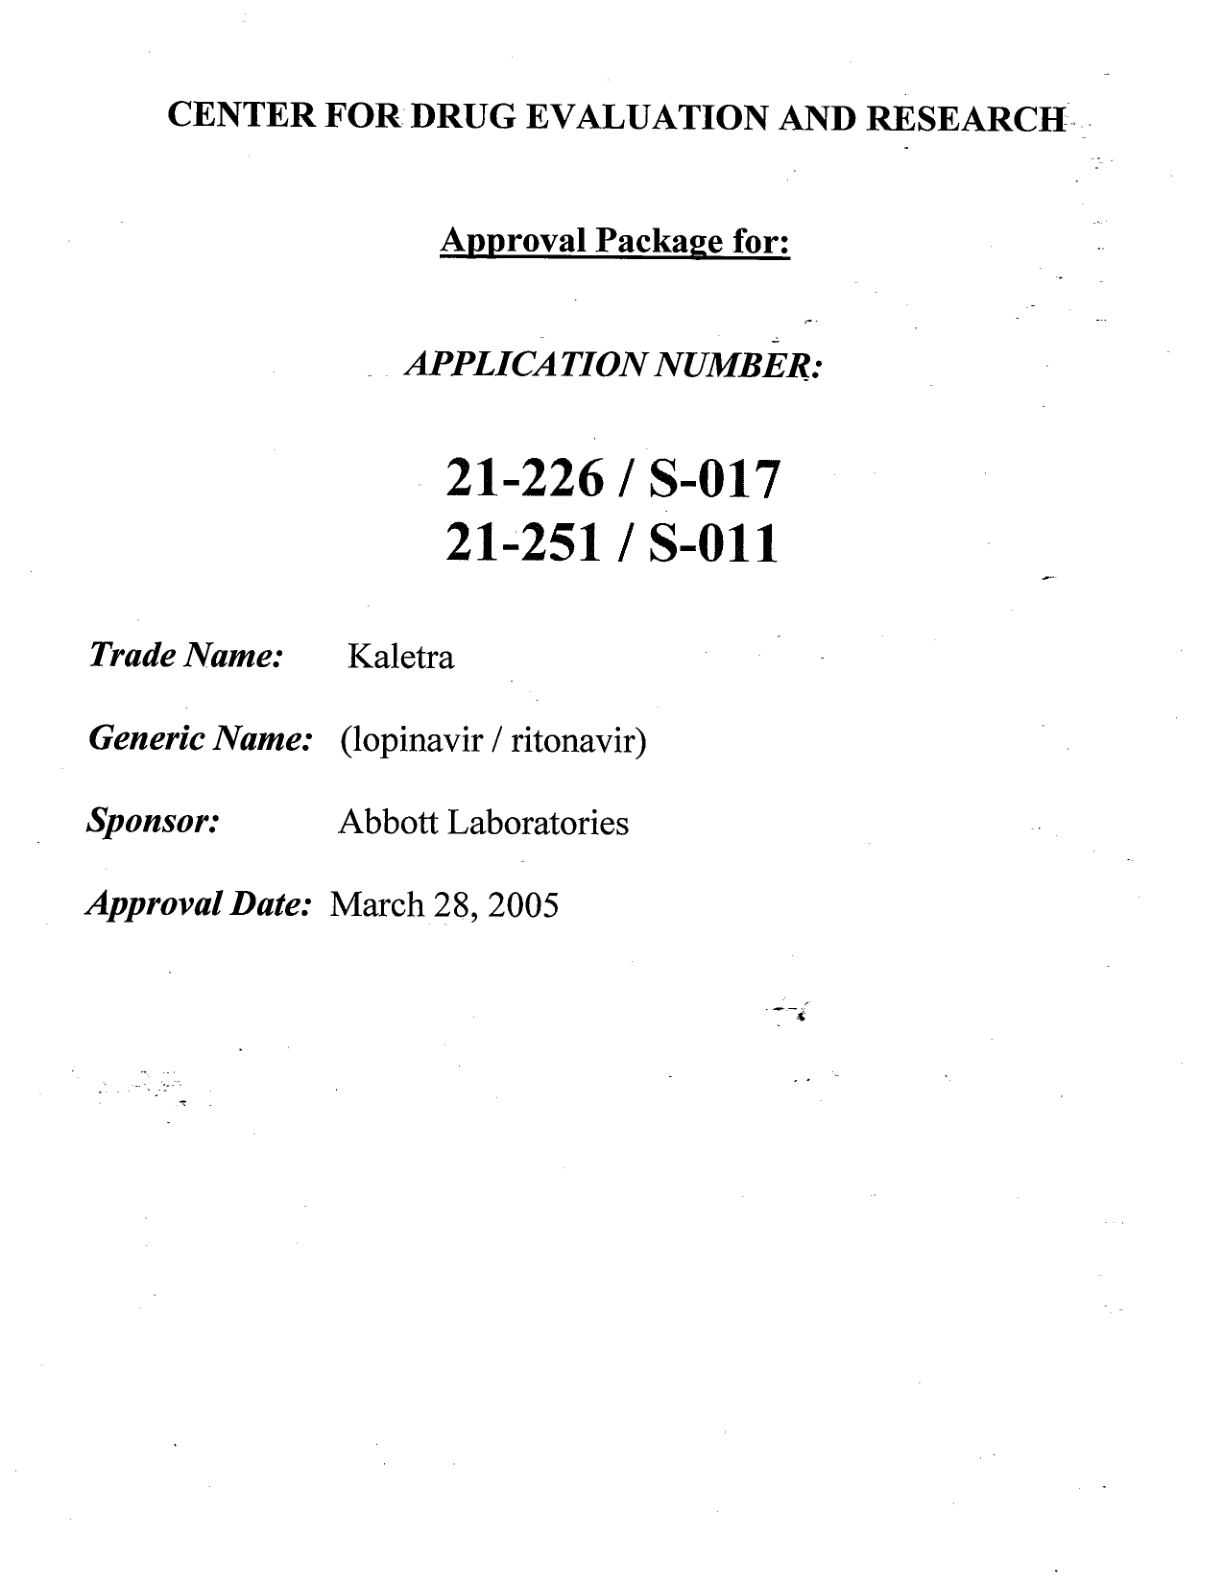 CENTER FOR DRUG EVALUATION AND RESEARCH
Approval Package for:
APPLICATION NUMBER:
21-226 / S-017
21-251 / S-011
Trade Name: Kaletra
Generic Name: (lopinavir / ritonavir)
Sponsor: Abbott Laboratories
Approval Date: March 28, 2005